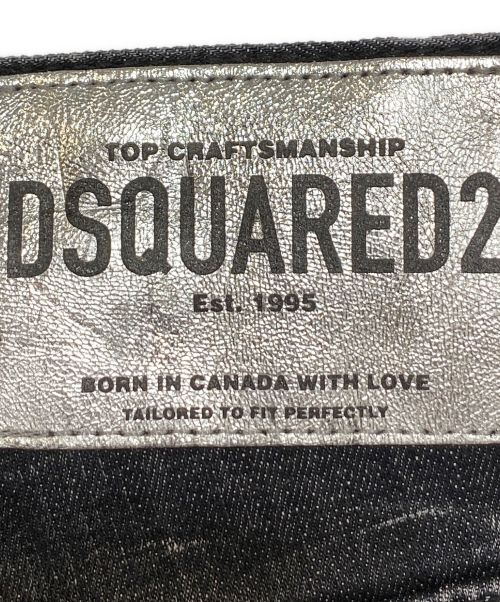 TOP CRAFTSMANSHIP
DSQUARED2
Est. 1995
BORN IN CANADA WITH LOVE
TAILORED TO FIT PERFECTLY